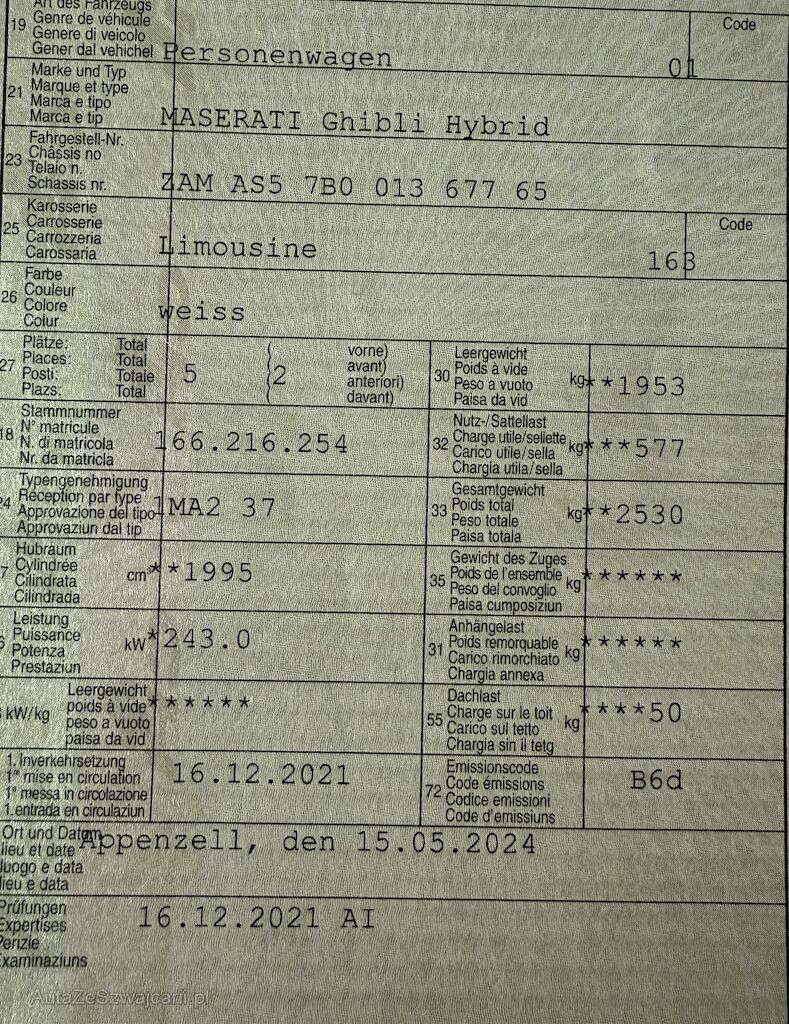 Art des Fahrzeugs
19 Genre de véhicule
Genere di veicolo
Gener dal vehichel
Personenwagen
Code
01
21 Marke und Typ
Marque et type
Marca e tipo
Marca e tip
MASERATI Ghibli Hybrid
23 Fahrgestell-Nr.
Châssis no
Telaio n.
Schassis nr.
ZAM AS5 7B0 013 677 65
25 Karosserie
Carrosserie
Carrozzeria
Carossaria
Limousine
Code
163
26 Farbe
Couleur
Colore
Colur
weiss
27 Plätze: Total
Places: Total
Posti: Totale
Plazs: Total
5 (2
vorne)
avant)
anteriori)
davant)
30 Leergewicht
Poids à vide
Peso a vuoto
Paisa da vid
kg **1953
18 Stammnummer
N° matricule
N. di matricola
Nr. da matricla
166.216.254
32 Nutz-/Sattellast
Charge utile/sellette
Carico utile/sella
Chargia utila/sella
kg ***577
24 Typengenehmigung
Réception par type
Approvazione del tipo
Approvaziun dal tip
1MA2 37
33 Gesamtgewicht
Poids total
Peso totale
Paisa totala
kg **2530
7 Hubraum
Cylindrée
Cilindrata
Cilindrada
cm³ **1995
35 Gewicht des Zuges
Poids de l'ensemble
Peso del convoglio
Paisa cumposiziun
kg ******
Leistung
Puissance
Potenza
Prestaziun
kW *243.0
31 Anhängelast
Poids remorquable
Carico rimorchiato
Chargia annexa
kg ******
kW/kg
Leergewicht
poids à vide
peso a vuoto
paisa da vid
******
55 Dachlast
Charge sur le toit
Carico sul tetto
Chargia sin il tetg
kg ****50
1. Inverkehrsetzung
1re mise en circulation
1a messa in circolazione
1. entrada en circulaziun
16.12.2021
72 Emissionscode
Code émissions
Codice emissioni
Code d'emissiuns
B6d
Ort und Datum
lieu et date
luogo e data
lieu e data
Appenzell, den 15.05.2024
Prüfungen
Expertises
Perizie
Examinaziuns
16.12.2021 AI
AutaZeSzwajcarii.pl